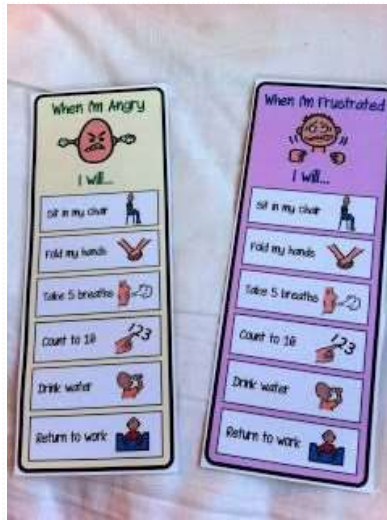 When I'm Angry
I will...
Sit in my chair
Fold my hands
Take 5 breaths
Count to 10
123
Drink water
Return to work
When I'm Frustrated
I will...
Sit in my chair
Fold my hands
Take 5 breaths
Count to 10
123
Drink water
Return to work